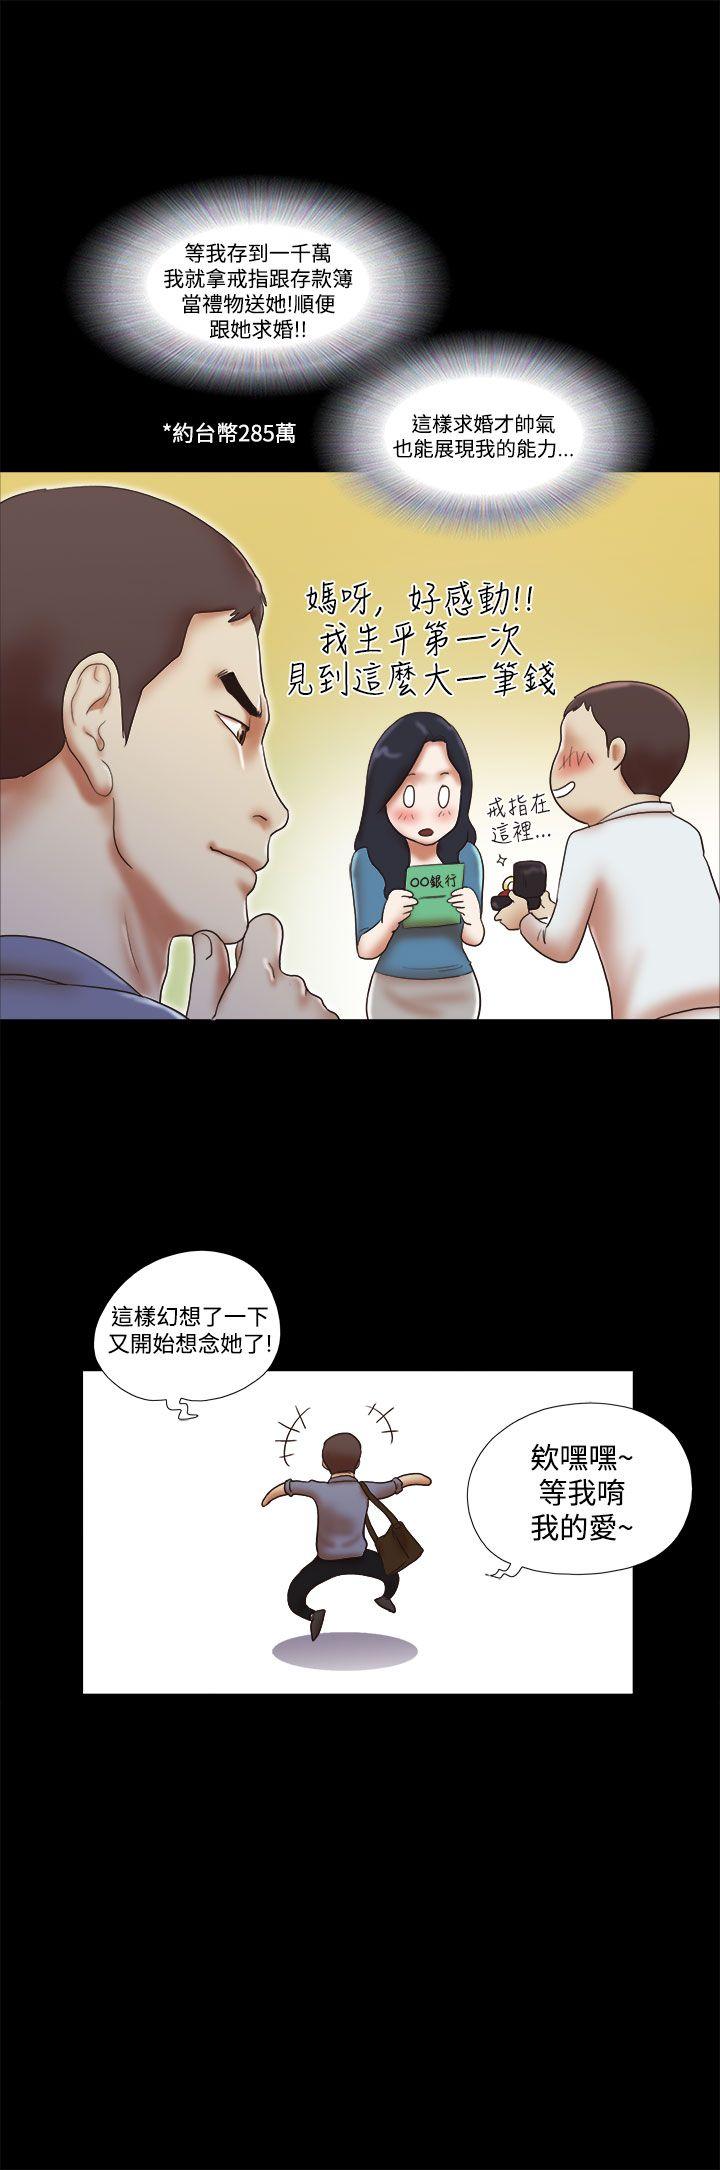 等我存到一千萬
我就拿戒指跟存款簿
當禮物送她!順便
跟她求婚!!
*約台幣285萬
這樣求婚才帥氣
也能展現我的能力...
媽呀，好感動!!
我生平第一次
見到這麼大一筆錢
戒指在
這裡...
○○銀行
這樣幻想了一下
又開始想念她了!
欸嘿嘿~
等我唷
我的愛~